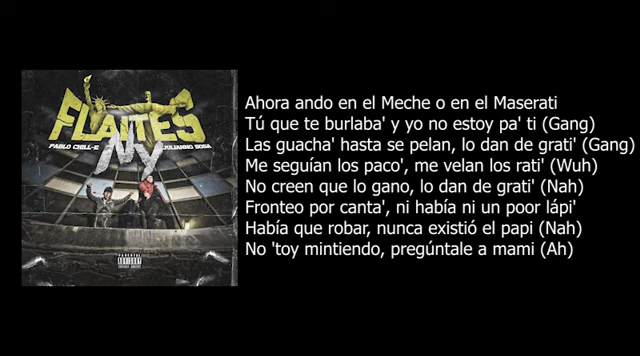 FLAITES
NY
PABLO CHILL-E
JULIANNO SOSA
PARENTAL
ADVISORY
EXPLICIT CONTENT
Ahora ando en el Meche o en el Maserati
Tú que te burlaba' y yo no estoy pa' ti (Gang)
Las guacha' hasta se pelan, lo dan de grati' (Gang)
Me seguían los paco', me velan los rati' (Wuh)
No creen que lo gano, lo dan de grati' (Nah)
Fronteo por canta', ni había ni un poor lápi'
Había que robar, nunca existió el papi (Nah)
No 'toy mintiendo, pregúntale a mami (Ah)